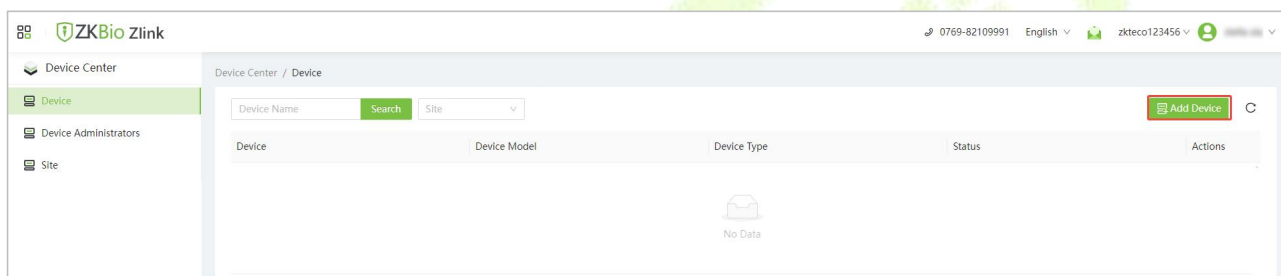 ZKBio Zlink
0769-82109991 English zkteco123456
Device Center
Device Center / Device
Device
Device Administrators
Site
Device Name Search Site Add Device
Device Device Model Device Type Status Actions
No Data